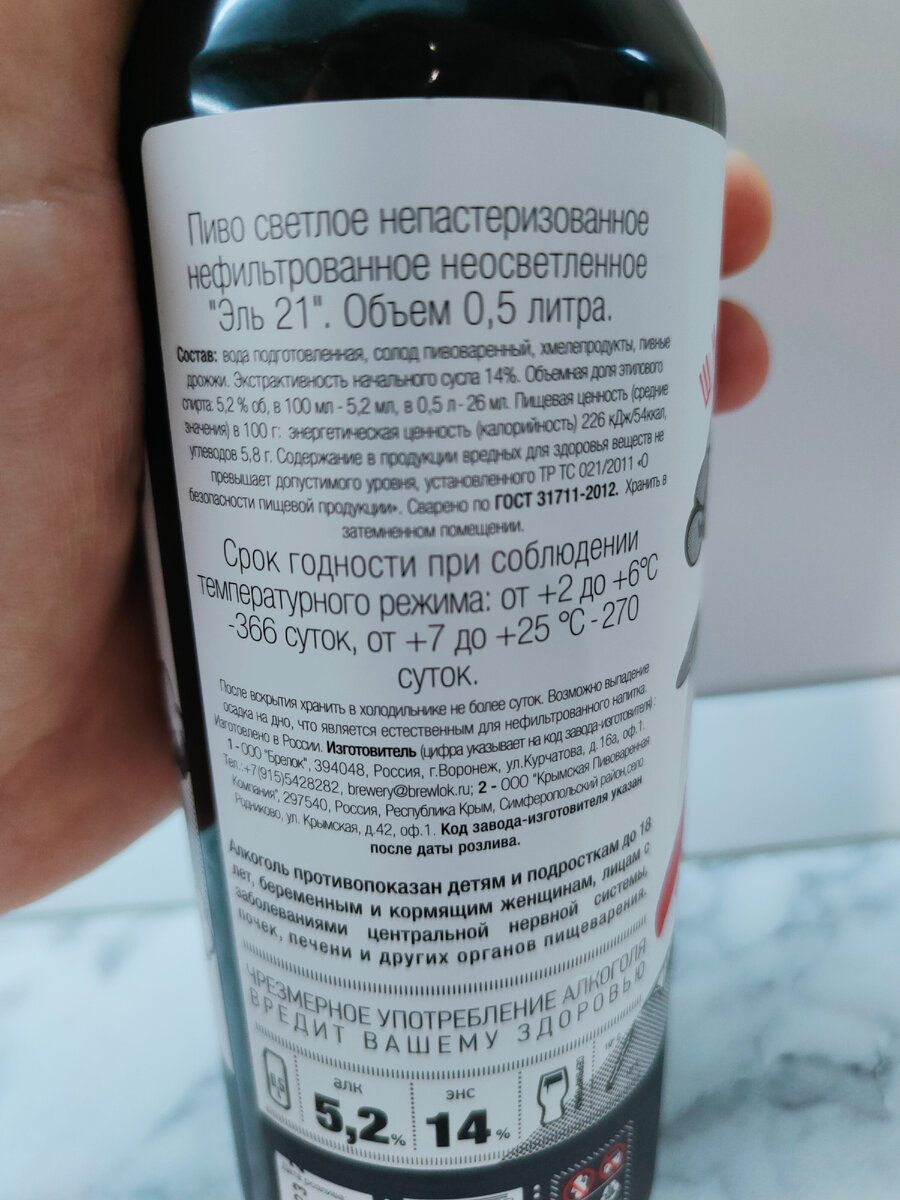 Пиво светлое непастеризованное
нефильтрованное неосветленное
"Эль 21". Объем 0,5 литра.
Состав: вода подготовленная, солод пивоваренный, хмелепродукты, пивные
дрожжи. Экстрактивность начального сусла 14%. Объемная доля этилового
спирта: 5,2 % об, в 100 мл - 5,2 мл, в 0,5 л - 26 мл. Пищевая ценность (средние
значения) в 100 г: энергетическая ценность (калорийность) 226 кДж/54ккал,
углеводов 5,8 г. Содержание в продукции вредных для здоровья веществ не
превышает допустимого уровня, установленного ТР ТС 021/2011 «О
безопасности пищевой продукции». Сварено по ГОСТ 31711-2012. Хранить в
затемненном помещении.
Срок годности при соблюдении
температурного режима: от +2 до +6°C
-366 суток, от +7 до +25 °C - 270
суток.
После вскрытия хранить в холодильнике не более суток. Возможно выпадение
осадка на дно, что является естественным для нефильтрованного напитка.
Изготовлено в России. Изготовитель (цифра указывает на код завода-изготовителя):
1 - ООО "Брелок", 394048, Россия, г.Воронеж, ул.Курчатова, д.16а, оф.1.
Тел.:+7(915)5428282, brewery@brewlok.ru; 2 - ООО "Крымская Пивоваренная
Компания", 297540, Россия, Республика Крым, Симферопольский район,село
Родниково, ул. Крымская, д.42, оф.1. Код завода-изготовителя указан
после даты розлива.
Алкоголь противопоказан детям и подросткам до 18
лет, беременным и кормящим женщинам, лицам с
заболеваниями центральной нервной системы,
почек, печени и других органов пищеварения.
ЧРЕЗМЕРНОЕ УПОТРЕБЛЕНИЕ АЛКОГОЛЯ
ВРЕДИТ ВАШЕМУ ЗДОРОВЬЮ
0,5
алк
5,2%
энс
14%